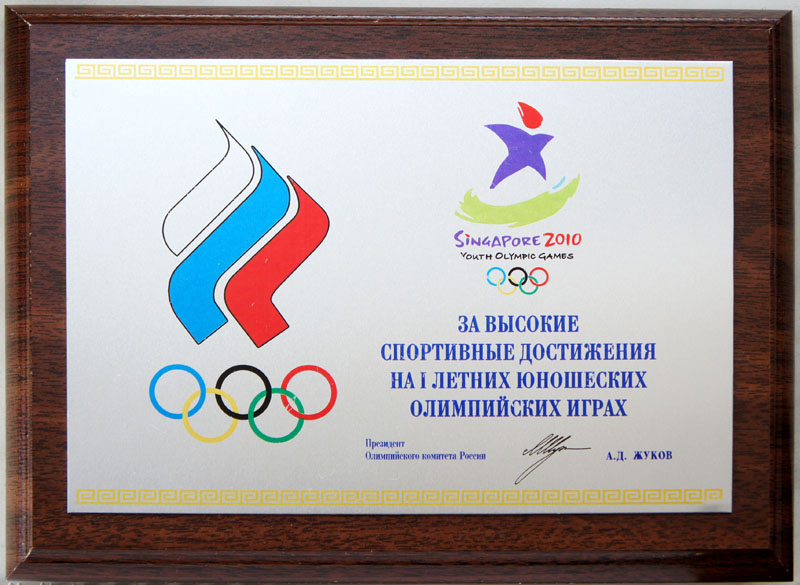 SINGAPORE 2010
YOUTH OLYMPIC GAMES
ЗА ВЫСОКИЕ
СПОРТИВНЫЕ ДОСТИЖЕНИЯ
НА I ЛЕТНИХ ЮНОШЕСКИХ
ОЛИМПИЙСКИХ ИГРАХ
Президент
Олимпийского комитета России
А.Д. ЖУКОВ